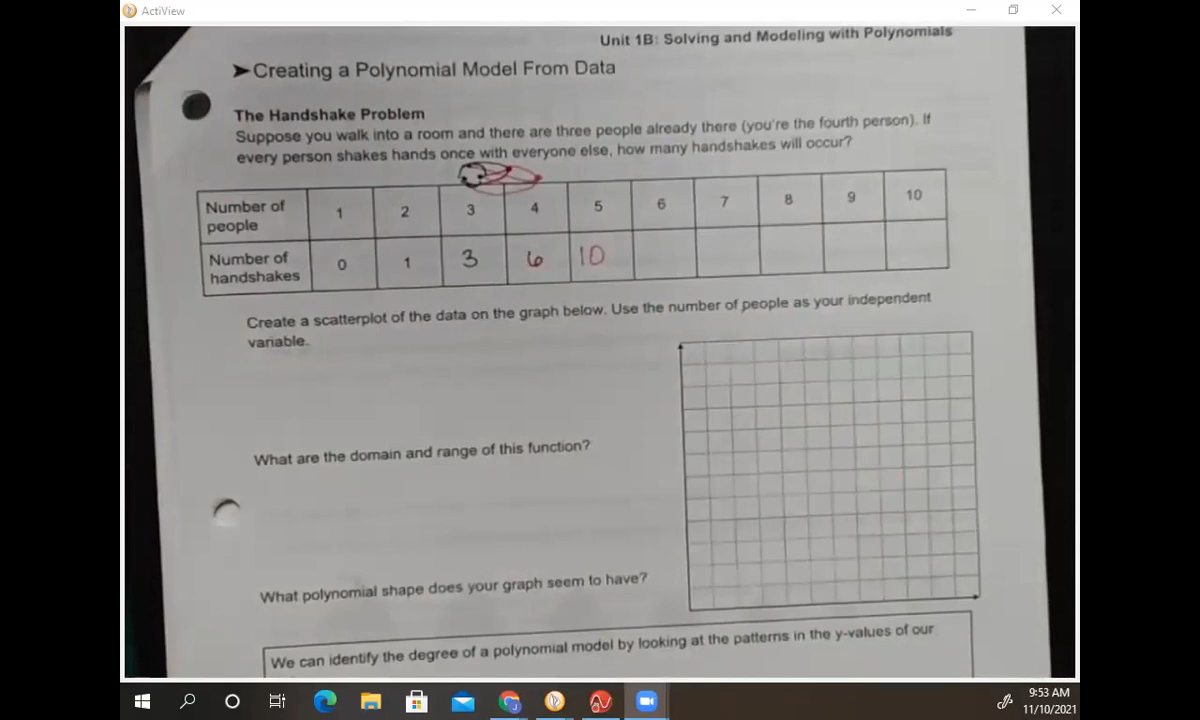 ActiView
Unit 1B: Solving and Modeling with Polynomials
➤Creating a Polynomial Model From Data
The Handshake Problem
Suppose you walk into a room and there are three people already there (you're the fourth person). If
every person shakes hands once with everyone else, how many handshakes will occur?
Number of people 1 2 3 4 5 6 7 8 9 10
Number of handshakes 0 1 3 6 10
Create a scatterplot of the data on the graph below. Use the number of people as your independent
variable.
What are the domain and range of this function?
What polynomial shape does your graph seem to have?
We can identify the degree of a polynomial model by looking at the patterns in the y-values of our
9:53 AM
11/10/2021